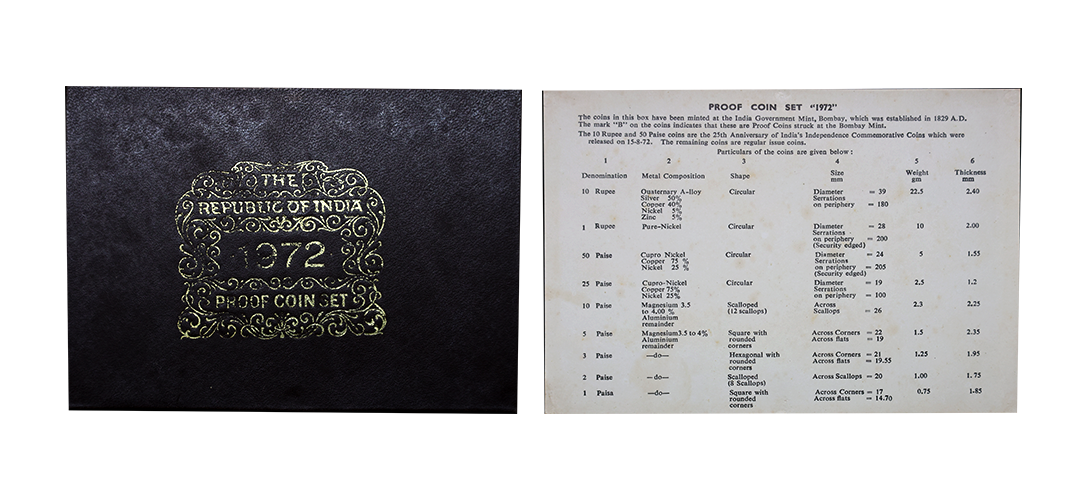 THE
REPUBLIC OF INDIA
1972
PROOF COIN SET
PROOF COIN SET "1972"
The coins in this box have been minted at the India Government Mint, Bombay, which was established in 1829 A.D.
The mark "B" on the coins indicates that these are Proof Coins struck at the Bombay Mint.
The 10 Rupee and 50 Paise coins are the 25th Anniversary of India's Independence Commemorative Coins which were
released on 15-8-72. The remaining coins are regular issue coins.
Particulars of the coins are given below :
1 2 3 4 5 6
Denomination Metal Composition Shape Size mm Weight gm Thickness mm
10 Rupee Quaternary A-lloy Circular Diameter = 39 22.5 2.40
Silver 50% Serrations
Copper 40% on periphery = 180
Nickel 5%
Zinc 5%
1 Rupee Pure-Nickel Circular Diameter = 28 10 2.00
Serrations
on periphery = 200
(Security edged)
50 Paise Cupro Nickel Circular Diameter = 24 5 1.55
Copper 75 % Serrations
Nickel 25 % on periphery = 205
(Security edged)
25 Paise Cupro-Nickel Circular Diameter = 19 2.5 1.2
Copper 75% Serrations
Nickel 25% on periphery = 100
10 Paise Magnesium 3.5 Scalloped Across 2.3 2.25
to 4.00 % (12 scallops) Scallops = 26
Aluminium
remainder
5 Paise Magnesium 3.5 to 4% Square with Across Corners = 22 1.5 2.35
Aluminium rounded Across flats = 19
remainder corners
3 Paise —do— Hexagonal with Across Corners = 21 1.25 1.95
rounded Across flats = 19.55
corners
2 Paise —do— Scalloped Across Scallops = 20 1.00 1.75
(8 Scallops)
1 Paisa —do— Square with Across Corners = 17 0.75 1.85
rounded Across flats = 14.70
corners